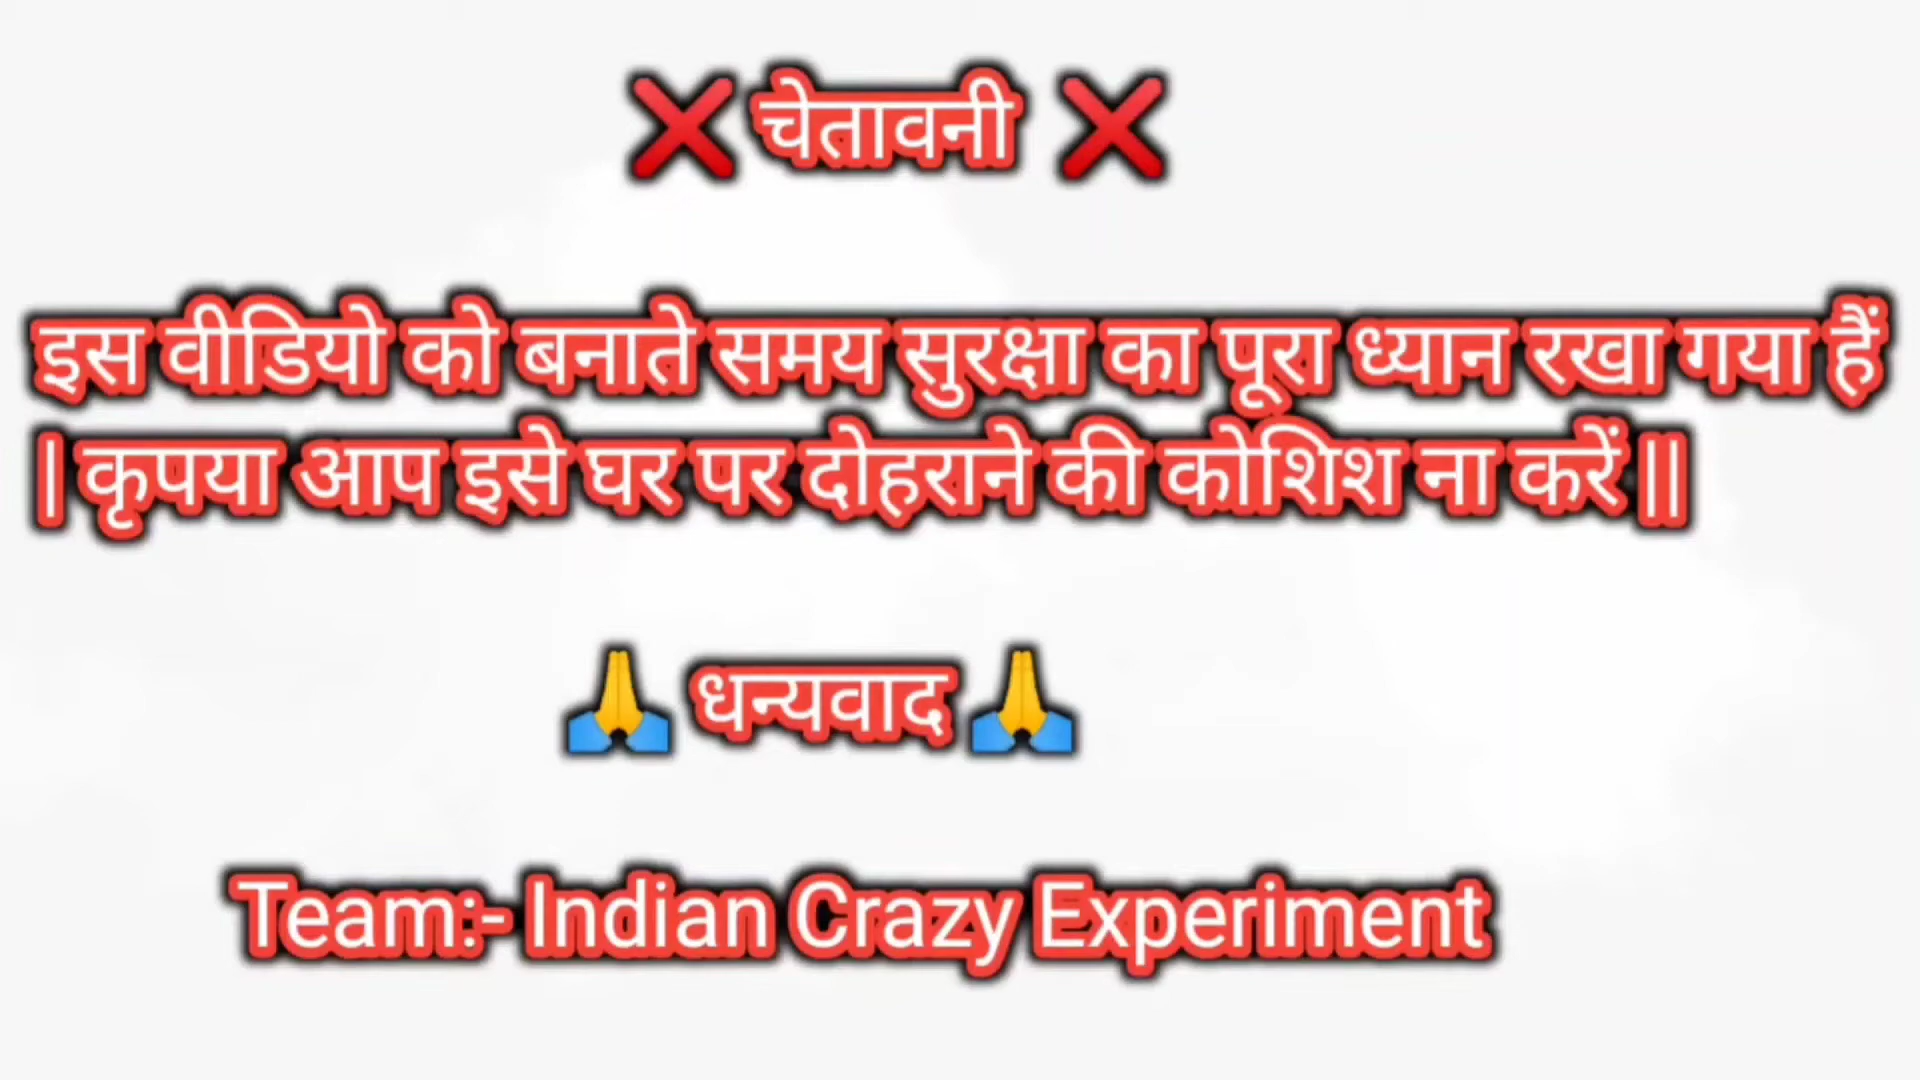 ❌ चेतावनी ❌
इस वीडियो को बनाते समय सुरक्षा का पूरा ध्यान रखा गया हैं
| कृपया आप इसे घर पर दोहराने की कोशिश ना करें ||
🙏 धन्यवाद 🙏
Team:- Indian Crazy Experiment